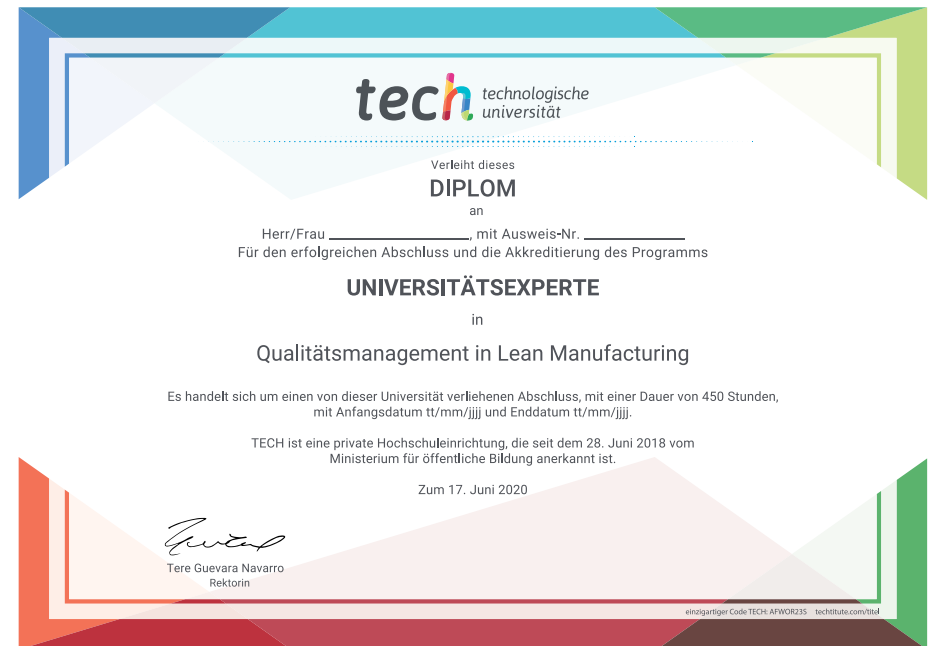 tech technologische
universität
Verleiht dieses
DIPLOM
an
Herr/Frau ____________, mit Ausweis-Nr. ____________
Für den erfolgreichen Abschluss und die Akkreditierung des Programms
UNIVERSITÄTSEXPERTE
in
Qualitätsmanagement in Lean Manufacturing
Es handelt sich um einen von dieser Universität verliehenen Abschluss, mit einer Dauer von 450 Stunden,
mit Anfangsdatum tt/mm/jjjj und Enddatum tt/mm/jjjj.
TECH ist eine private Hochschuleinrichtung, die seit dem 28. Juni 2018 vom
Ministerium für öffentliche Bildung anerkannt ist.
Zum 17. Juni 2020
Tere Guevara Navarro
Rektorin
einzigartiger Code TECH: AFWOR23S techtitute.com/titel